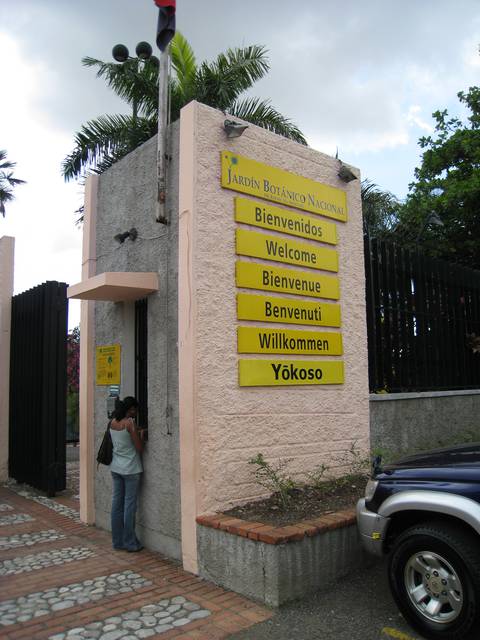 Jardín Botánico Nacional
Bienvenidos
Welcome
Bienvenue
Benvenuti
Willkommen
Yōkoso